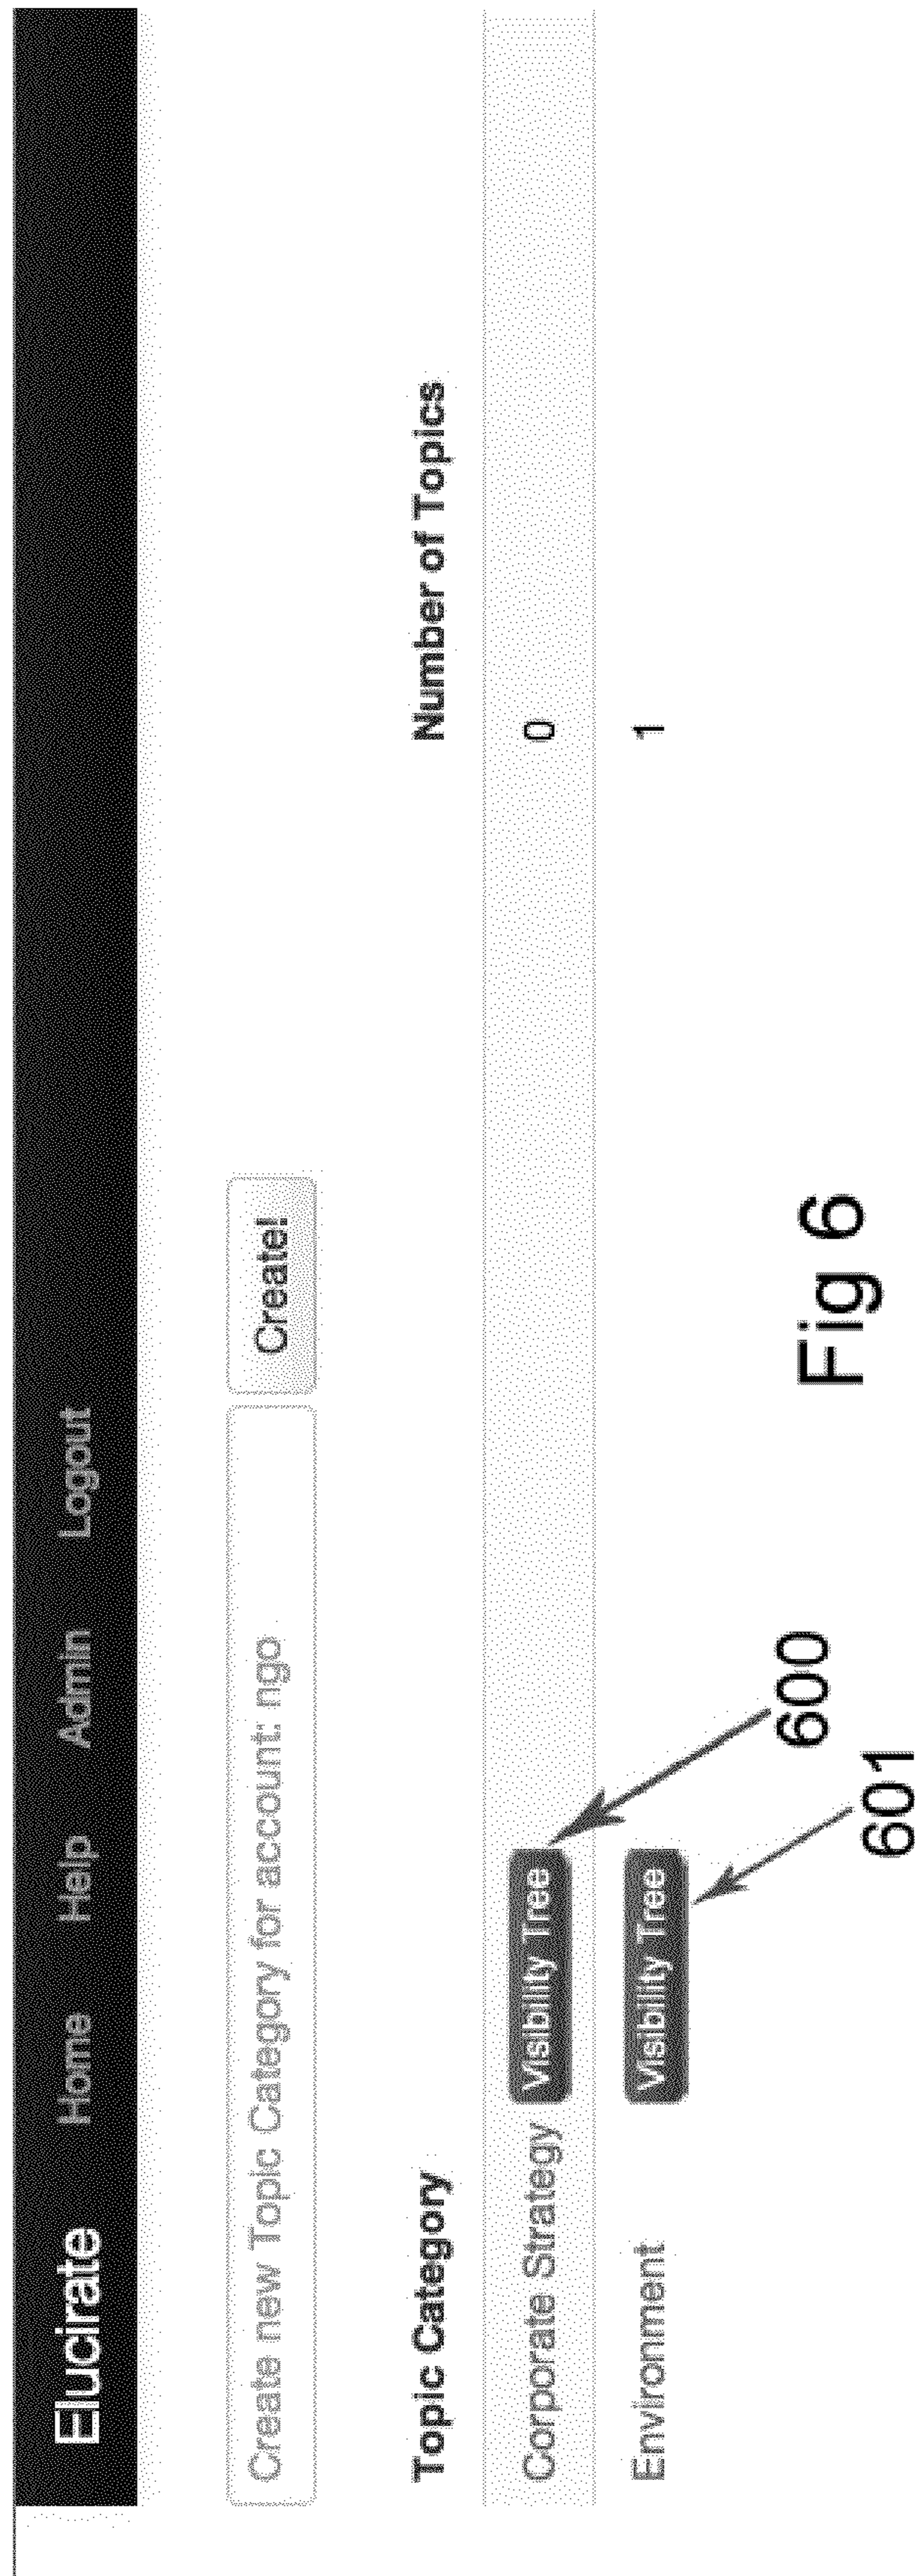 Elucirate Home Help Admin Logout
Create new Topic Category for account: ngo Create!
Topic Category Number of Topics
Corporate Strategy Visibility Tree 0
Environment Visibility Tree 1
600
601
Fig 6